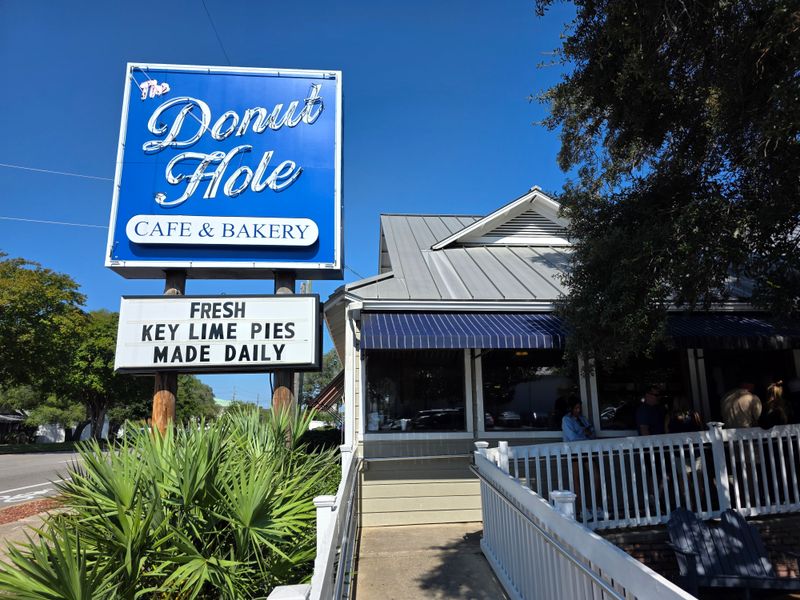 The
Donut
Hole
CAFE & BAKERY
FRESH
KEY LIME PIES
MADE DAILY